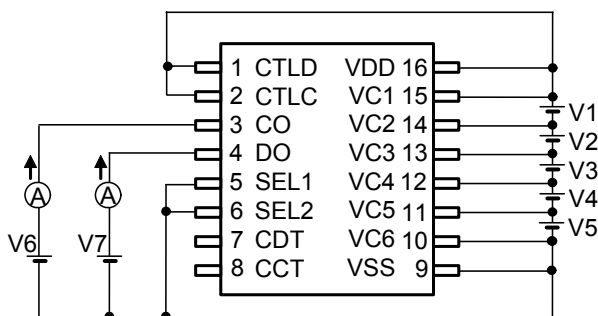 1 CTLD VDD 16
2 CTLC VC1 15
V1
3 CO VC2 14
V2
4 DO VC3 13
V3
A A 5 SEL1 VC4 12
V4
6 SEL2 VC5 11
V5
V6 V7 7 CDT VC6 10
8 CCT VSS 9